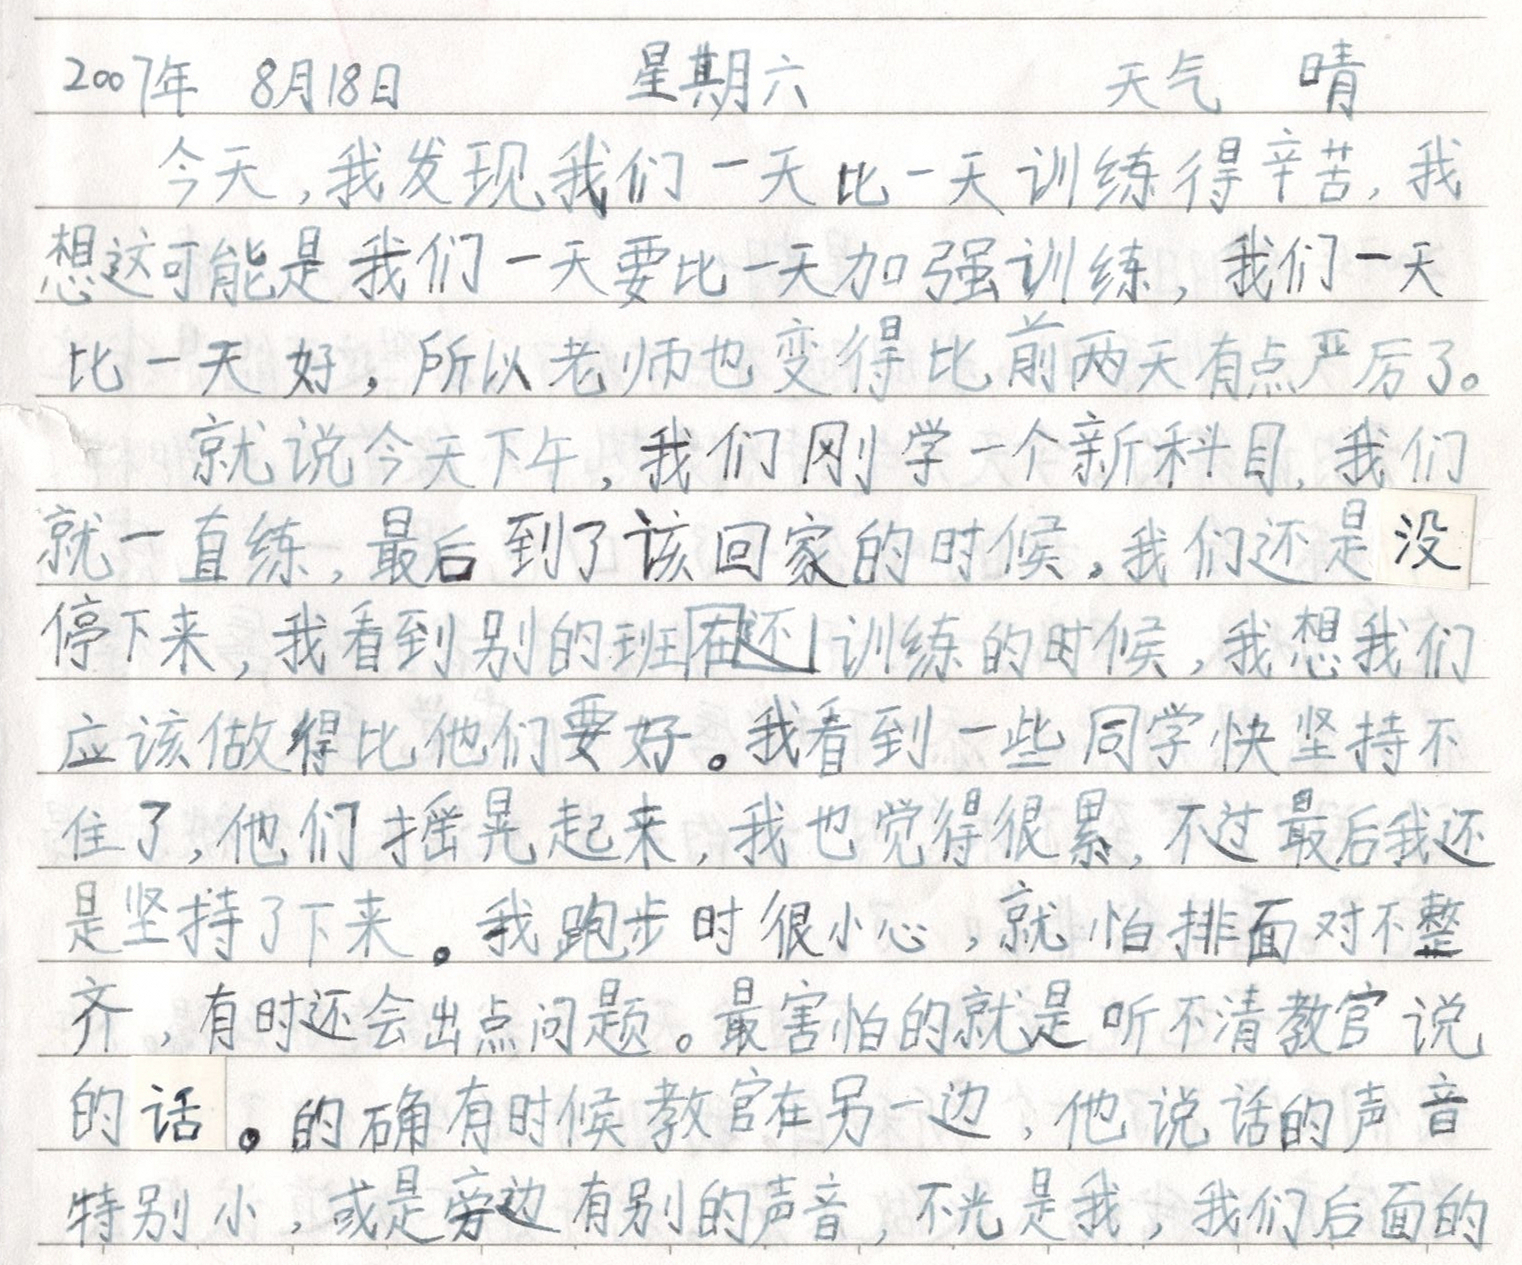 2007年 8月18日 星期六 天气 晴
今天,我发现我们一天比一天训练得辛苦,我
想这可能是我们一天要比一天加强训练,我们一天
比一天好,所以老师也变得比前两天有点严厉了。
就说今天下午,我们刚学一个新科目,我们
就一直练,最后到了该回家的时候,我们还是没
停下来,我看到别的班在还训练的时候,我想我们
应该做得比他们要好。我看到一些同学快坚持不
住了,他们摇晃起来,我也觉得很累,不过最后我还
是坚持了下来。我跑步时很小心,就怕排面对不整
齐,有时还会出点问题。最害怕的就是听不清教官说
的话。的确有时候教官在另一边,他说话的声音
特别小,或是旁边有别的声音,不光是我,我们后面的